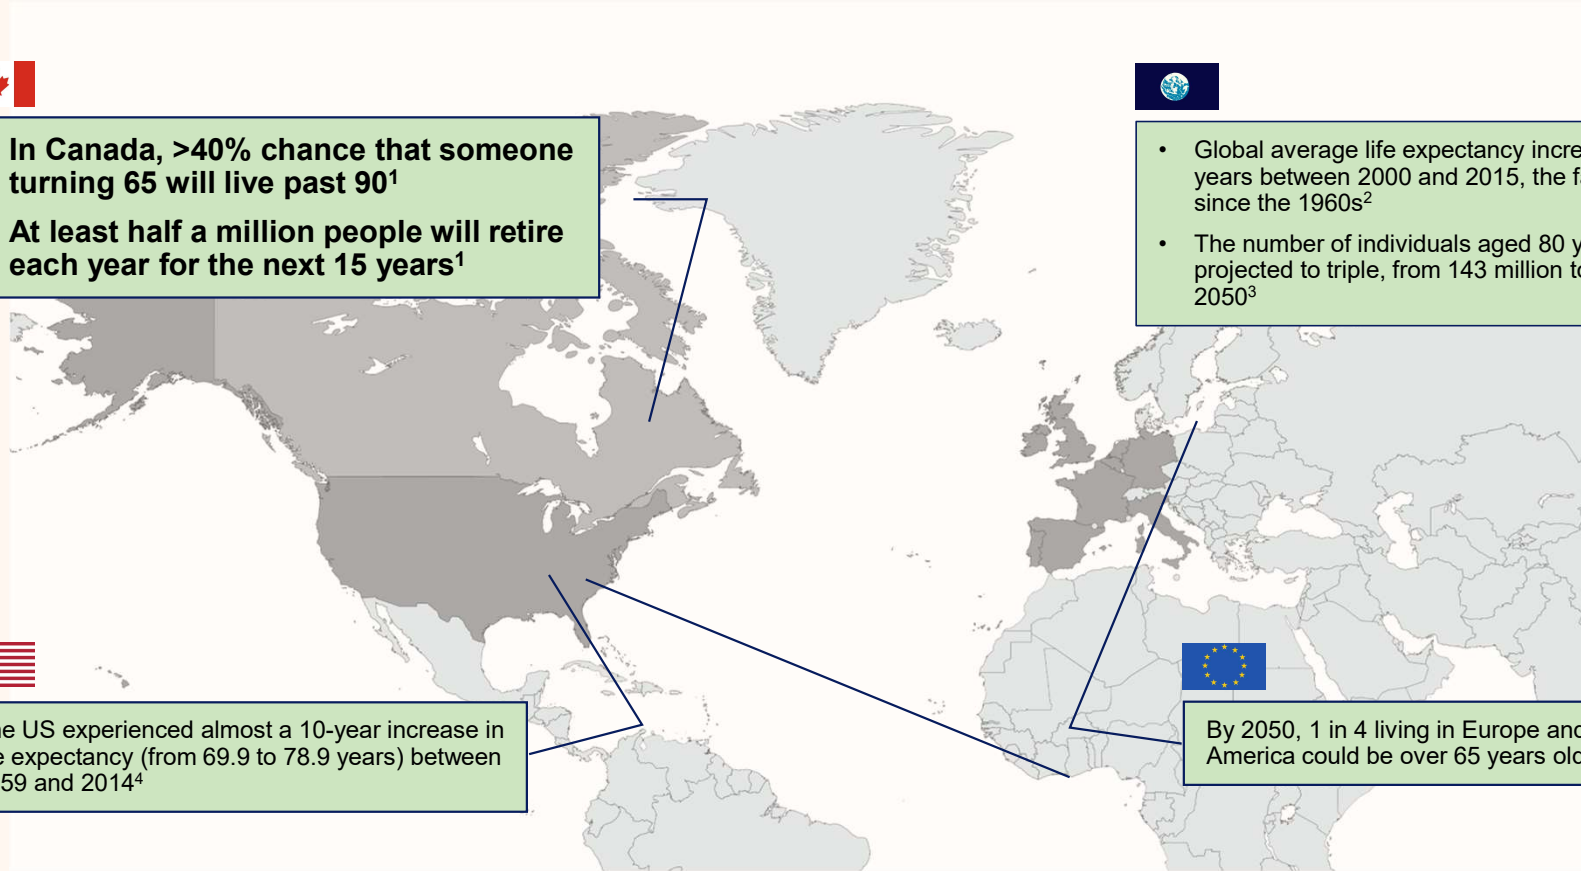 In Canada, >40% chance that someone
turning 65 will live past 90¹
At least half a million people will retire
each year for the next 15 years¹
• Global average life expectancy incre
years between 2000 and 2015, the f
since the 1960s²
• The number of individuals aged 80 y
projected to triple, from 143 million to
2050³
he US experienced almost a 10-year increase in
e expectancy (from 69.9 to 78.9 years) between
59 and 2014⁴
By 2050, 1 in 4 living in Europe and
America could be over 65 years old